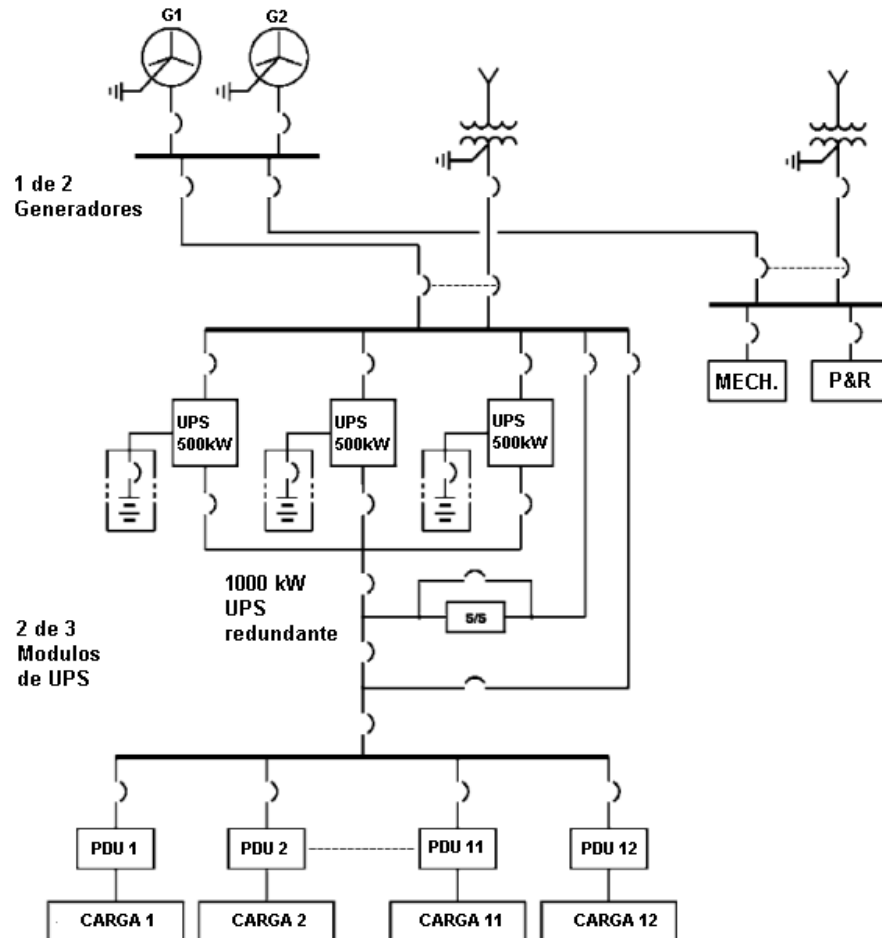 G1
G2
1 de 2
Generadores
MECH.
P&R
UPS
500kW
UPS
500kW
UPS
500kW
1000 kW
UPS
redundante
S/S
2 de 3
Modulos
de UPS
PDU 1
PDU 2
PDU 11
PDU 12
CARGA 1
CARGA 2
CARGA 11
CARGA 12